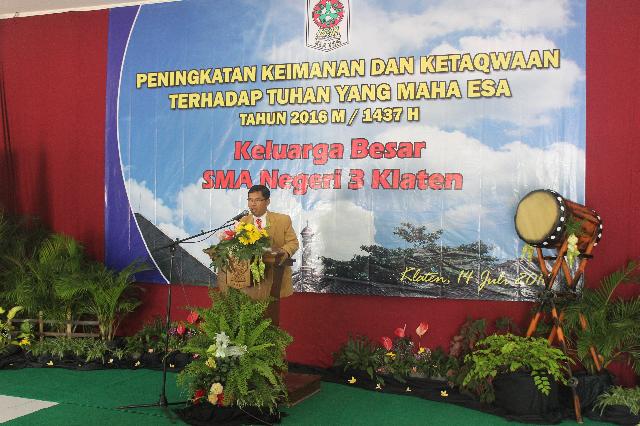 PENINGKATAN KEIMANAN DAN KETAQWAAN
TERHADAP TUHAN YANG MAHA ESA
TAHUN 2016 M / 1437 H
Keluarga Besar
SMA Negeri 3 Klaten
Klaten, 14 Juli